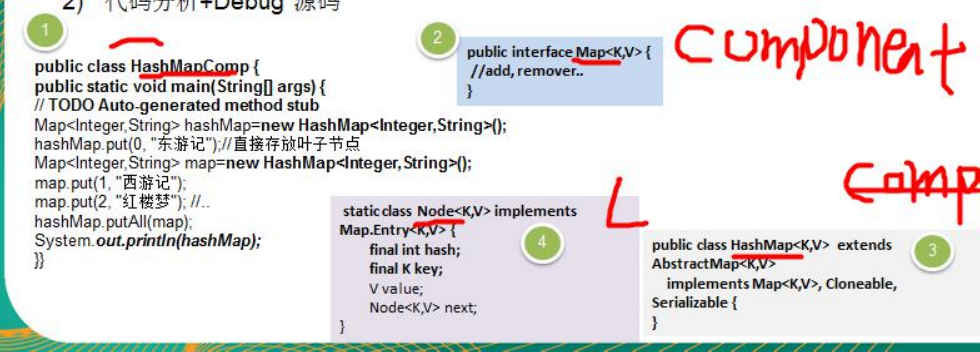 2) 代码分析+Debug 源码
1
public class HashMapComp {
public static void main(String[] args) {
// TODO Auto-generated method stub
Map<Integer,String> hashMap=new HashMap<Integer,String>();
hashMap.put(0, "东游记");//直接存放叶子节点
Map<Integer,String> map=new HashMap<Integer,String>();
map.put(1, "西游记");
map.put(2, "红楼梦"); //..
hashMap.putAll(map);
System.out.println(hashMap);
}}
2
public interface Map<K,V> {
//add, remover..
}
Component
Comp
L
static class Node<K,V> implements
Map.Entry<K,V> {
final int hash;
final K key;
V value;
Node<K,V> next;
}
4
public class HashMap<K,V> extends
AbstractMap<K,V>
implements Map<K,V>, Cloneable,
Serializable {
}
3